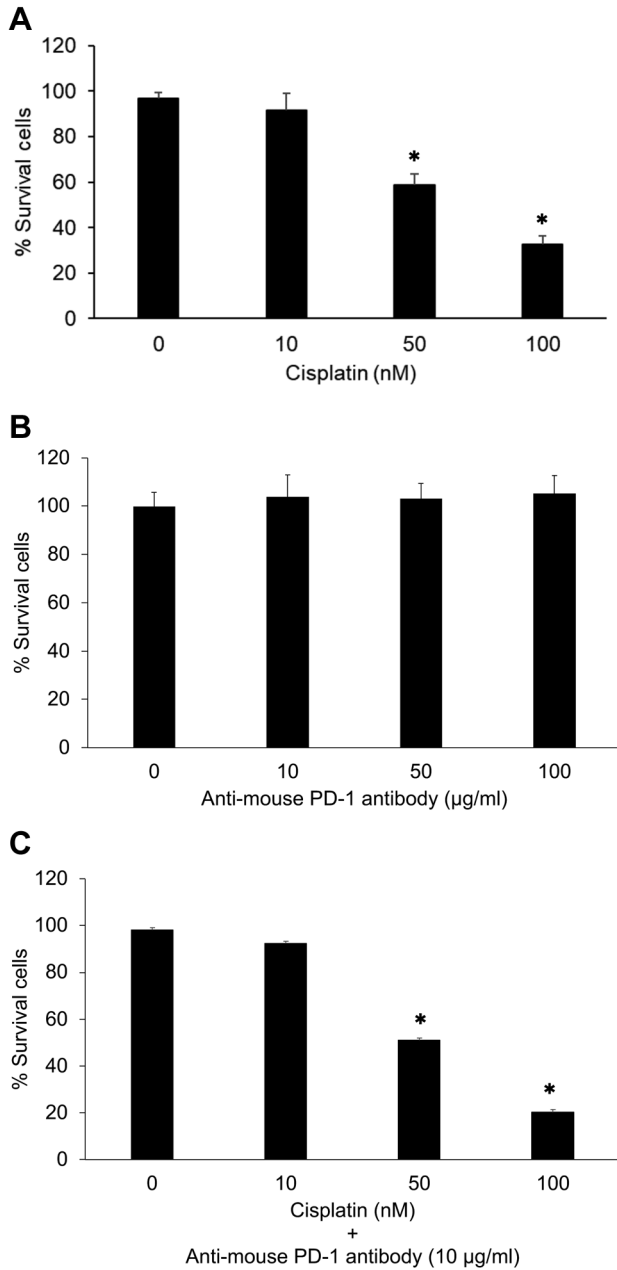 A
120
100
80
60
40
20
0
% Survival cells
*
*
0 10 50 100
Cisplatin (nM)
B
120
100
80
60
40
20
0
% Survival cells
0 10 50 100
Anti-mouse PD-1 antibody (µg/ml)
C
120
100
80
60
40
20
0
% Survival cells
*
*
0 10 50 100
Cisplatin (nM)
+
Anti-mouse PD-1 antibody (10 µg/ml)